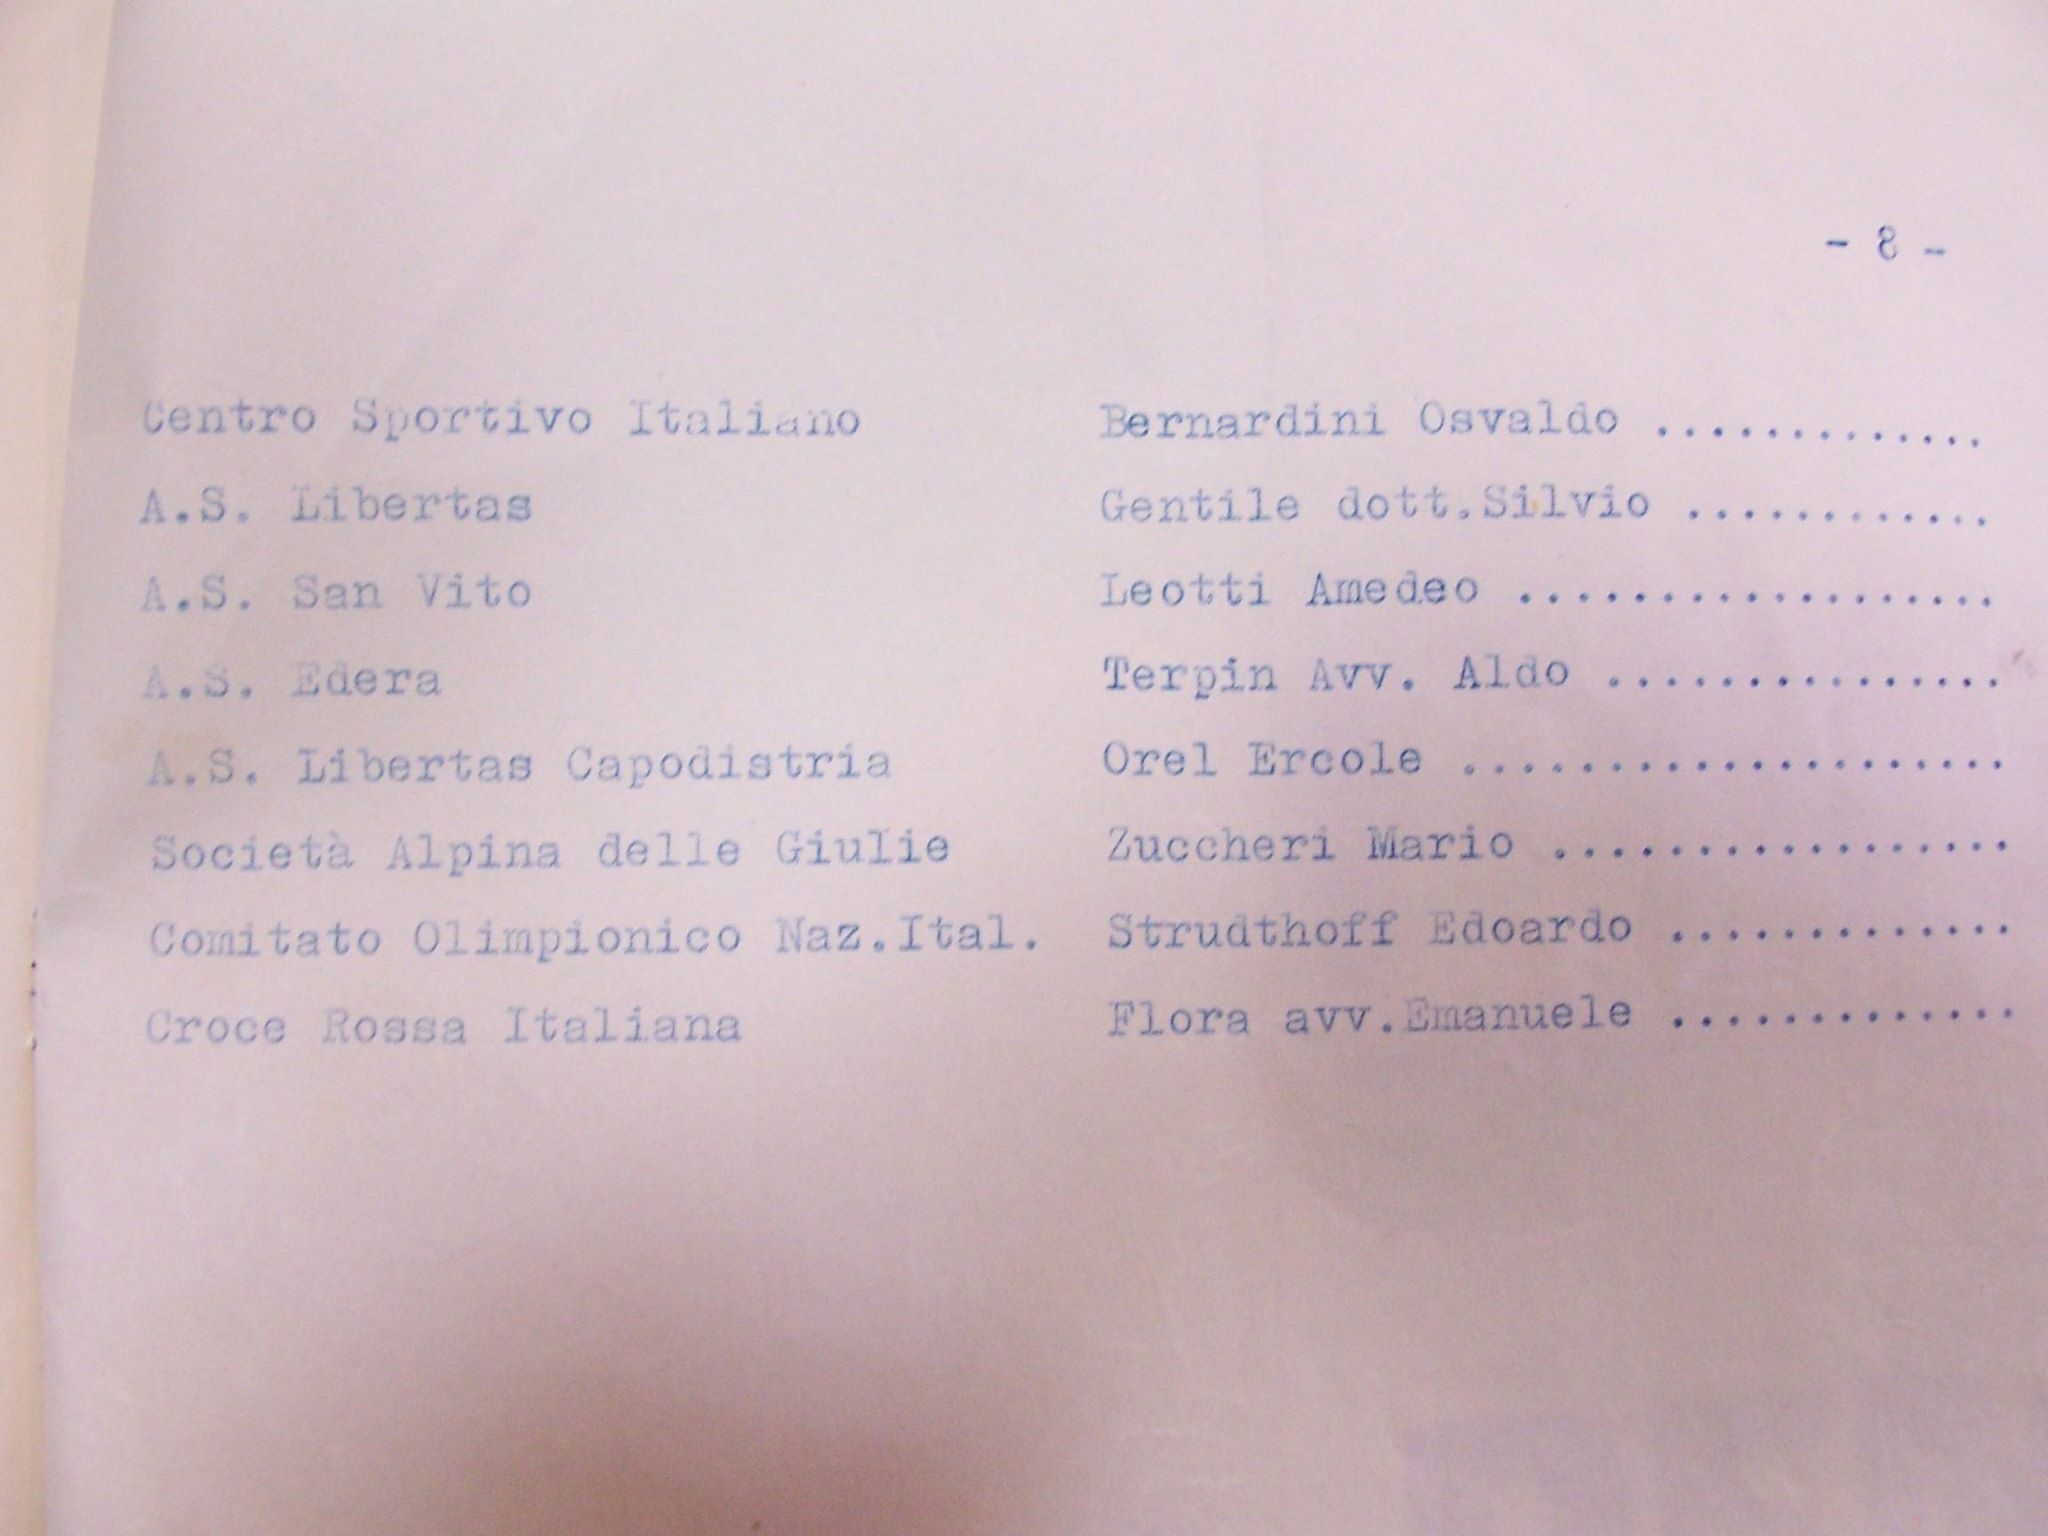 - 8 -
Centro Sportivo Italiano Bernardini Osvaldo .............
A.S. Libertas Gentile dott.Silvio ............
A.S. San Vito Leotti Amedeo .................
A.S. Edera Terpin Avv. Aldo ..............
A.S. Libertas Capodistria Orel Ercole ...................
Società Alpina delle Giulie Zuccheri Mario ................
Comitato Olimpionico Naz.Ital. Strudthoff Edoardo ............
Croce Rossa Italiana Flora avv.Emanuele ............